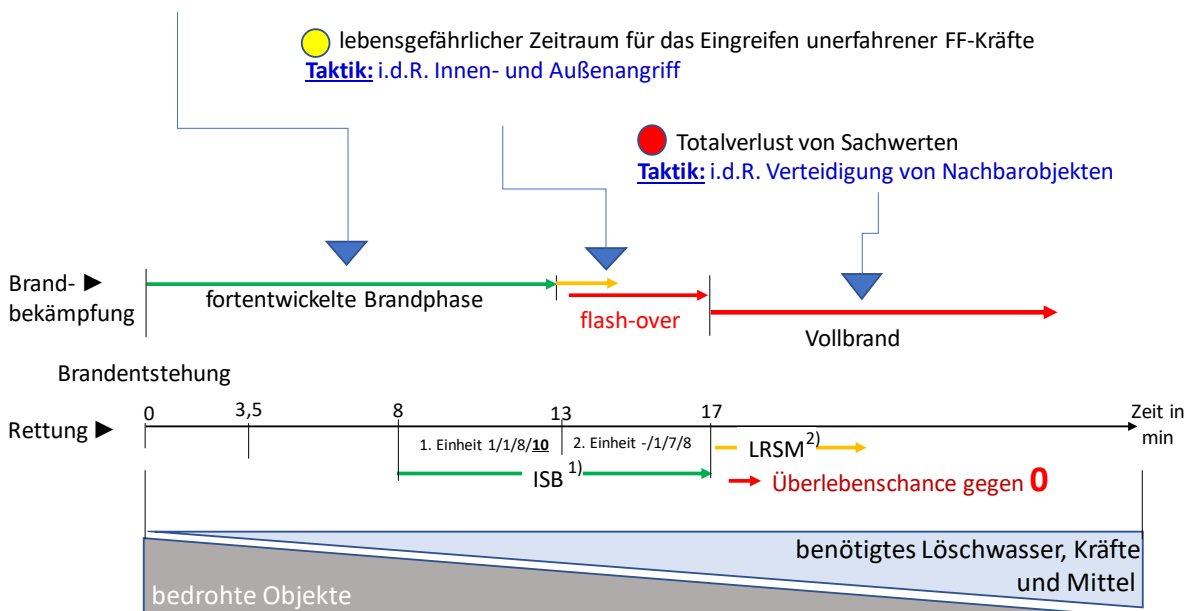 lebensgefährlicher Zeitraum für das Eingreifen unerfahrener FF-Kräfte
Taktik: i.d.R. Innen- und Außenangriff
Totalverlust von Sachwerten
Taktik: i.d.R. Verteidigung von Nachbarobjekten
Brand- ►
bekämpfung
fortentwickelte Brandphase
flash-over
Vollbrand
Brandentstehung
Rettung ►
0 3,5 8 13 17 Zeit in
min
1. Einheit 1/1/8/10 2. Einheit -/1/7/8
LRSM 2)
ISB 1)
Überlebenschance gegen 0
benötigtes Löschwasser, Kräfte
und Mittel
bedrohte Objekte